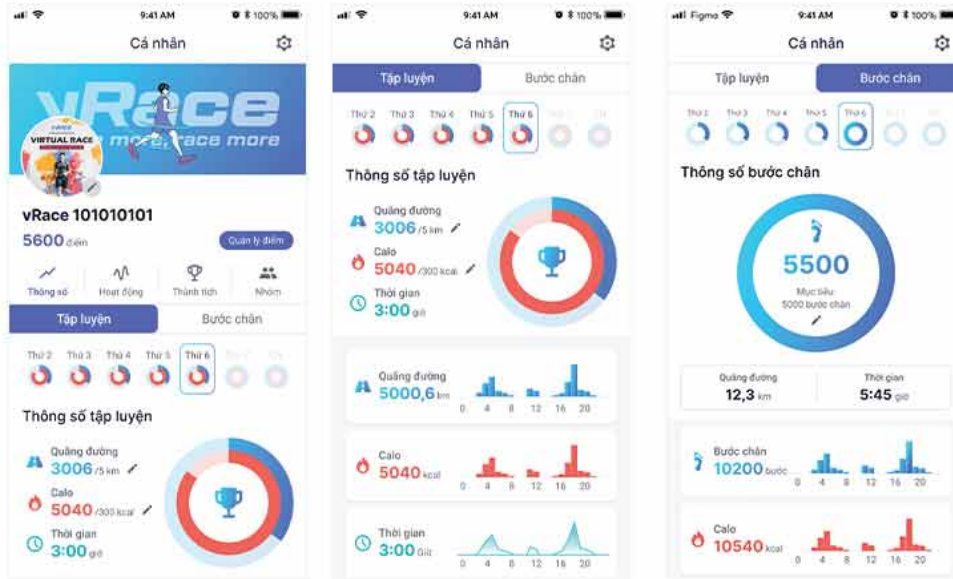 9:41 AM
100%
Cá nhân
vRace
more, race more
VIRTUAL RACE
vRace 101010101
5600 điểm
Quản lý điểm
Thông số
Hoạt động
Thành tích
Nhóm
Tập luyện
Bước chân
Thứ 2
Thứ 3
Thứ 4
Thứ 5
Thứ 6
Thông số tập luyện
Quãng đường
3006 /5 km
Calo
5040 /300 kcal
Thời gian
3:00 giờ
9:41 AM
100%
Cá nhân
Tập luyện
Bước chân
Thứ 2
Thứ 3
Thứ 4
Thứ 5
Thứ 6
CN
Thông số tập luyện
Quãng đường
3006 /5 km
Calo
5040 /300 kcal
Thời gian
3:00 giờ
Quãng đường
5000,6 km
0 4 8 12 16 20
Calo
5040 kcal
0 4 8 12 16 20
Thời gian
3:00 Giờ
0 4 8 12 16 20
Figma
9:41 AM
100%
Cá nhân
Tập luyện
Bước chân
Thứ 2
Thứ 3
Thứ 4
Thứ 5
Thứ 6
Thông số bước chân
5500
Mục tiêu
5000 bước chân
Quãng đường
12,3 km
Thời gian
5:45 giờ
Bước chân
10200 bước
0 4 8 12 16 20
Calo
10540 kcal
0 4 8 12 16 20